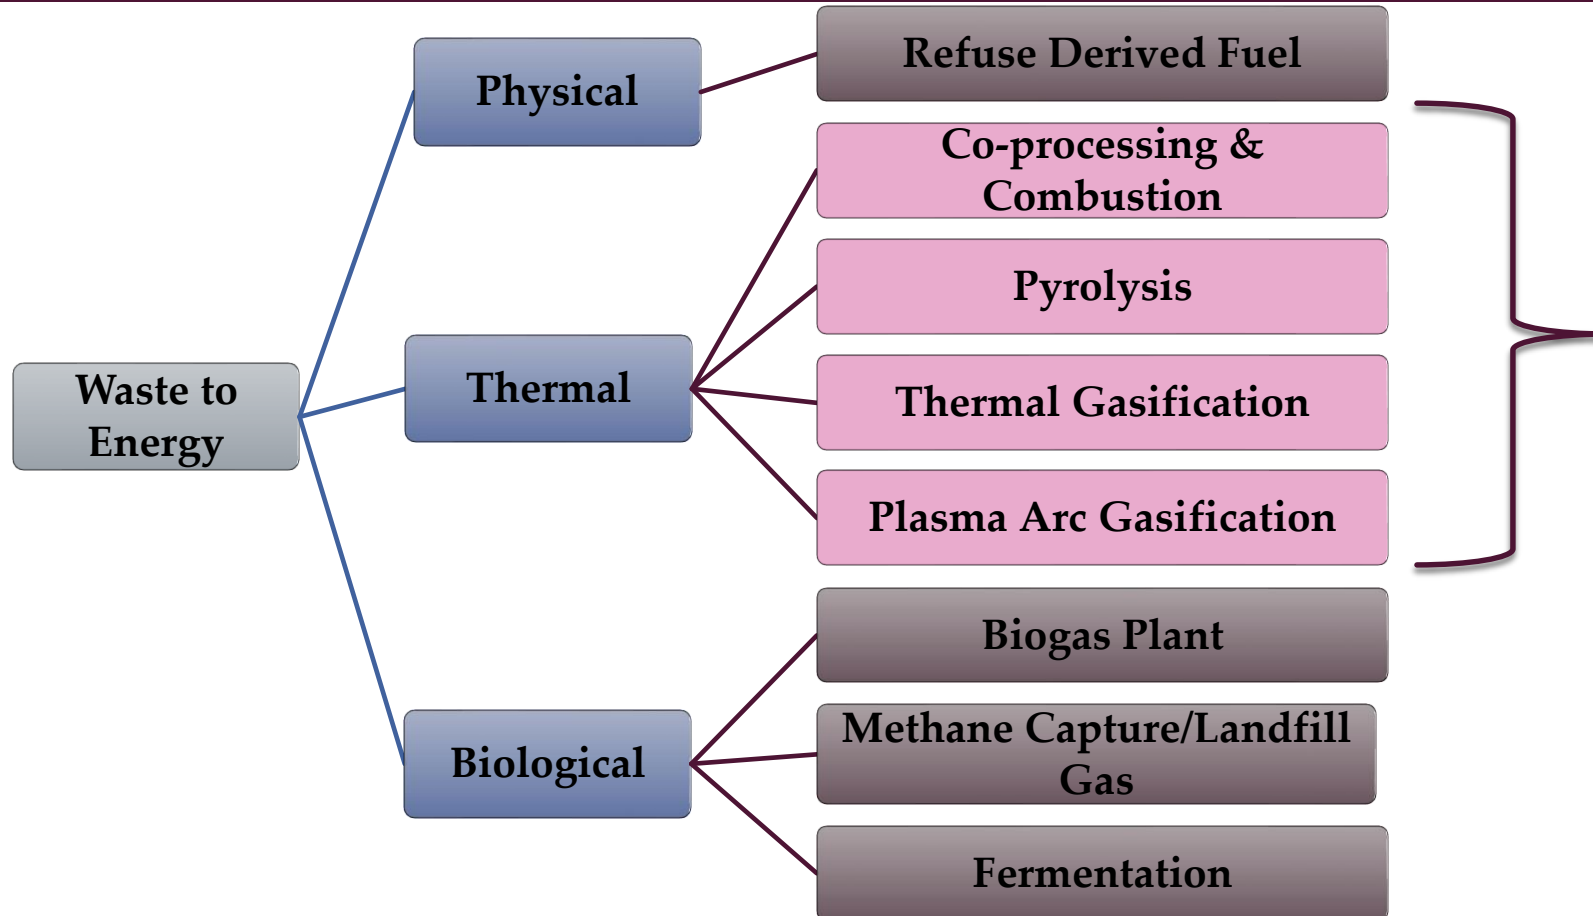 Refuse Derived Fuel
Physical
Co-processing &
Combustion
Pyrolysis
Waste to
Energy
Thermal
Thermal Gasification
Plasma Arc Gasification
Biogas Plant
Biological
Methane Capture/Landfill
Gas
Fermentation